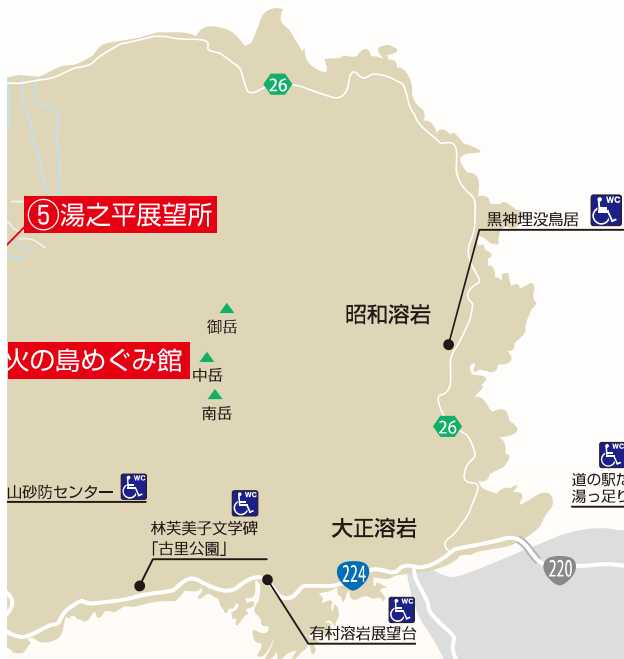 26
⑤湯之平展望所
WC
黒神埋没鳥居
昭和溶岩
御岳
火の島めぐみ館
中岳
南岳
26
WC
道の駅た
湯っ足り
WC
山砂防センター
WC
林芙美子文学碑
「古里公園」
大正溶岩
224
220
WC
有村溶岩展望台